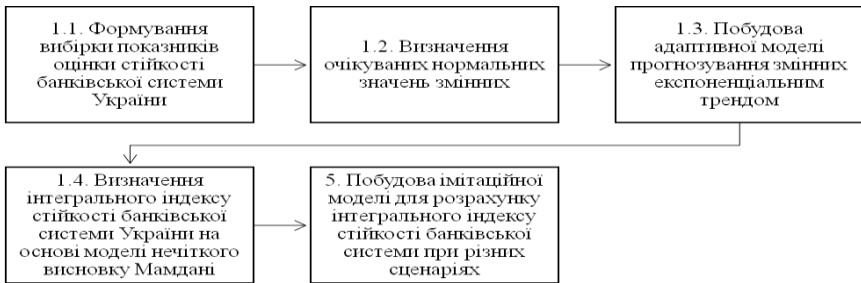 1.1. Формування
вибірки показників
оцінки стійкості
банківської системи
України
1.2. Визначення
очікуваних нормальних
значень змінних
1.3. Побудова
адаптивної моделі
прогнозування змінних
експоненціальним
трендом
1.4. Визначення
інтегрального індексу
стійкості банківської
системи України на
основі моделі нечіткого
висновку Мамдані
5. Побудова імітаційної
моделі для розрахунку
інтегрального індексу
стійкості банківської
системи при різних
сценаріях